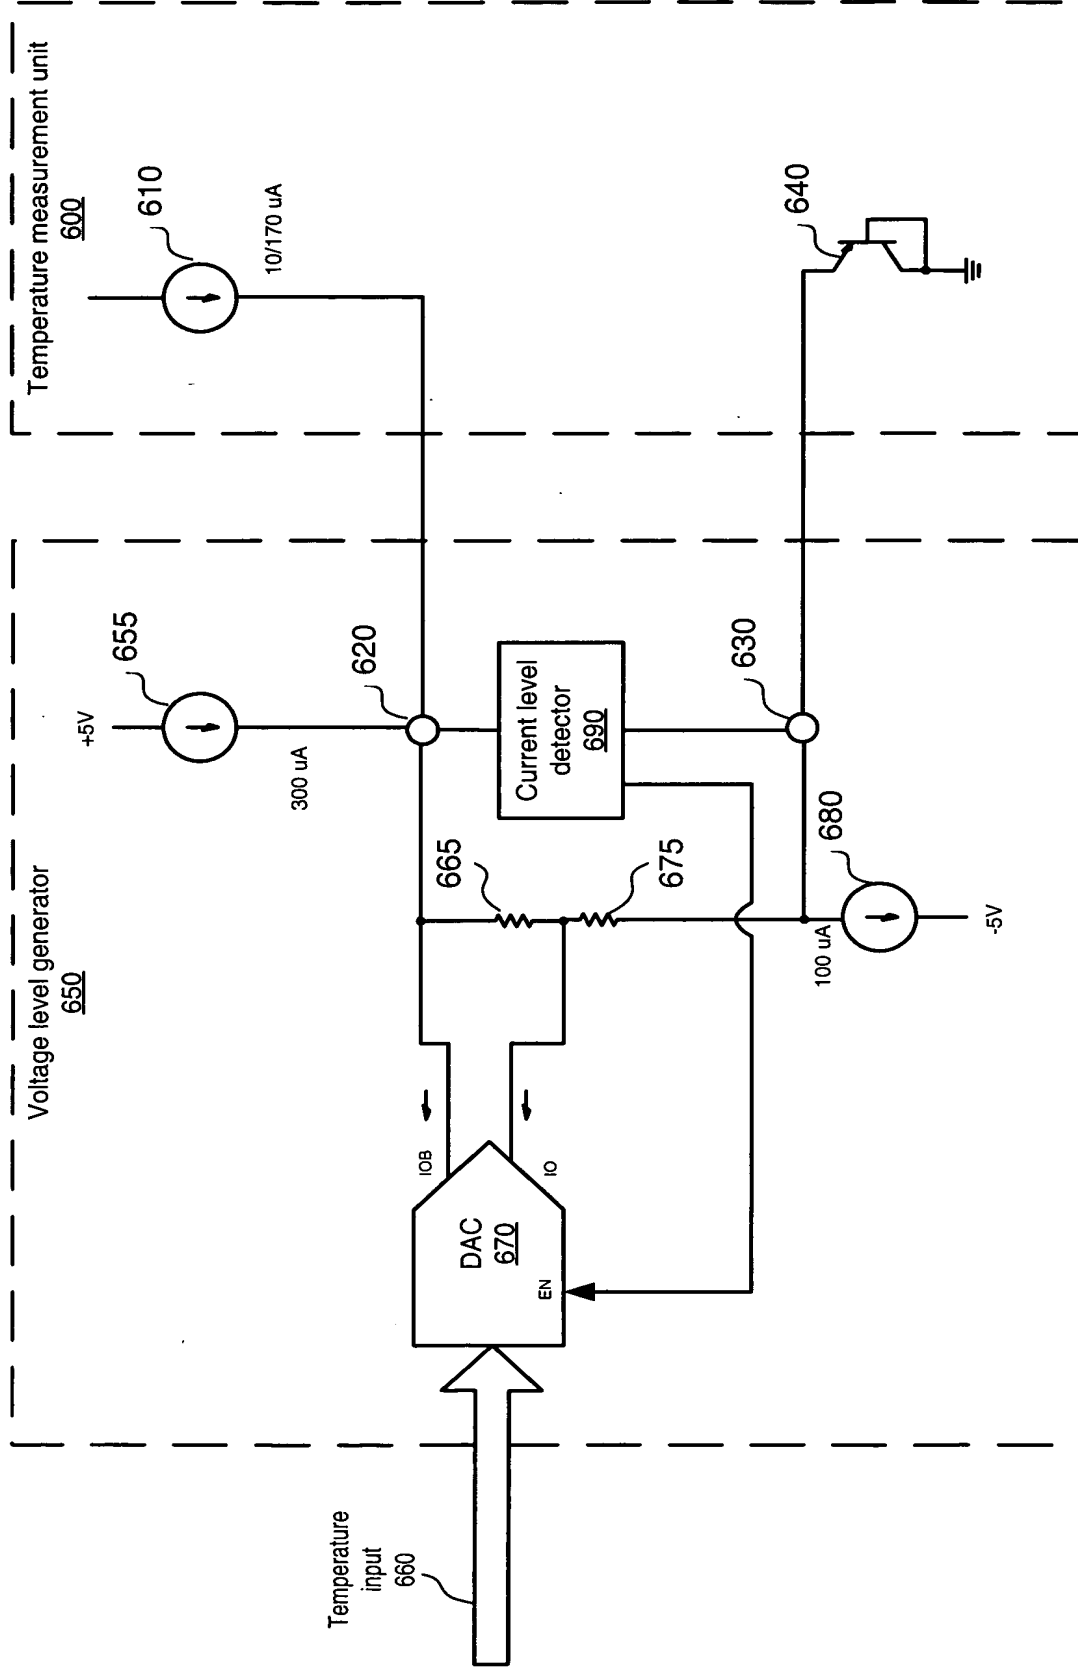 Temperature measurement unit
600
610
10/170 uA
640
Voltage level generator
650
+5V
655
300 uA
620
Current level
detector
690
630
665
675
680
100 uA
-5V
IOB
IO
DAC
670
EN
Temperature
input
660